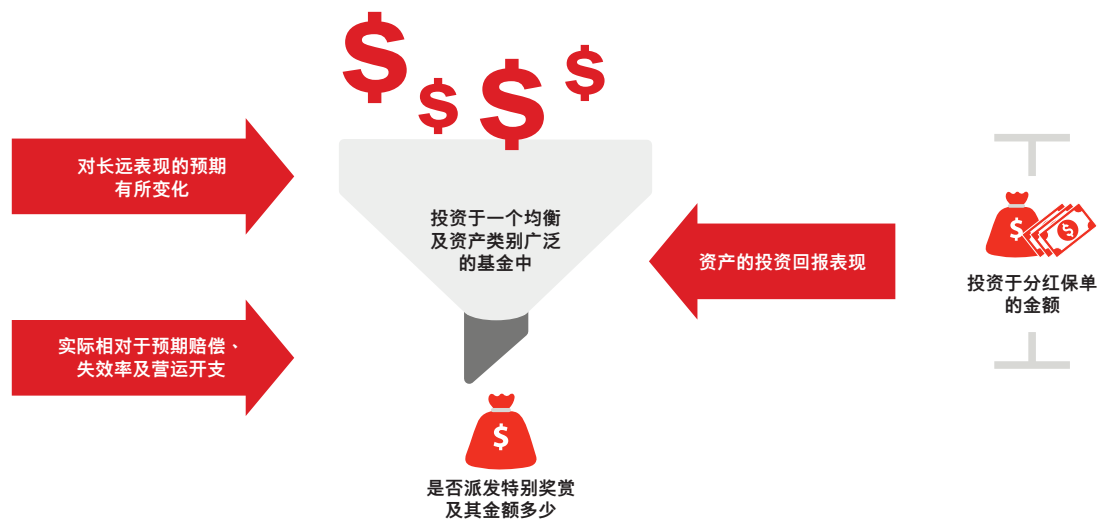 对长远表现的预期
有所变化
实际相对于预期赔偿、
失效率及营运开支
投资于一个均衡
及资产类别广泛
的基金中
资产的投资回报表现
投资于分红保单
的金额
是否派发特别奖赏
及其金额多少